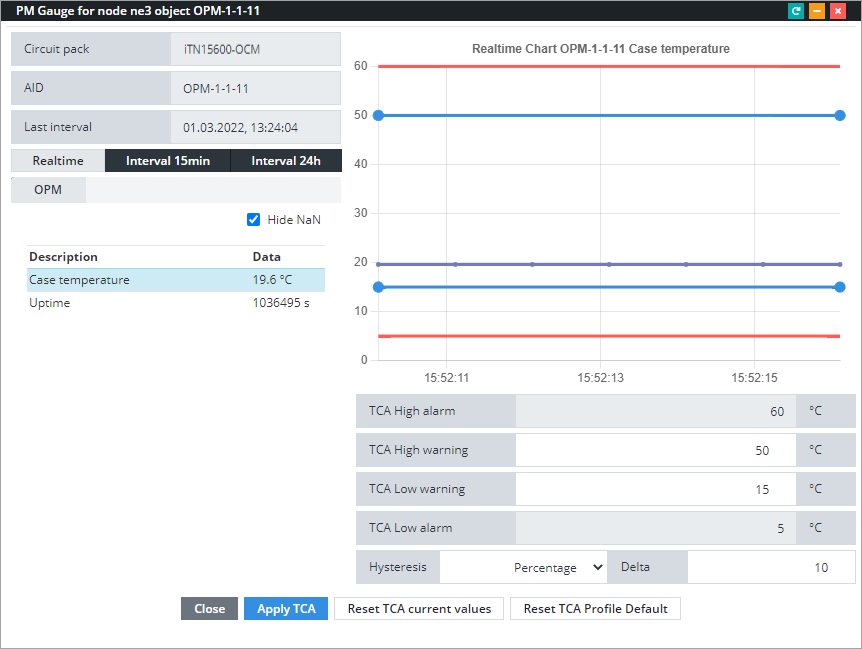 PM Gauge for node ne3 object OPM-1-1-11
Circuit pack iTN15600-OCM
AID OPM-1-1-11
Last interval 01.03.2022, 13:24:04
Realtime Interval 15min Interval 24h
OPM
Hide NaN
Description Data
Case temperature 19.6 °C
Uptime 1036495 s
Realtime Chart OPM-1-1-11 Case temperature
60
50
40
30
20
10
0
15:52:11 15:52:13 15:52:15
TCA High alarm 60 °C
TCA High warning 50 °C
TCA Low warning 15 °C
TCA Low alarm 5 °C
Hysteresis Percentage Delta 10
Close Apply TCA Reset TCA current values Reset TCA Profile Default